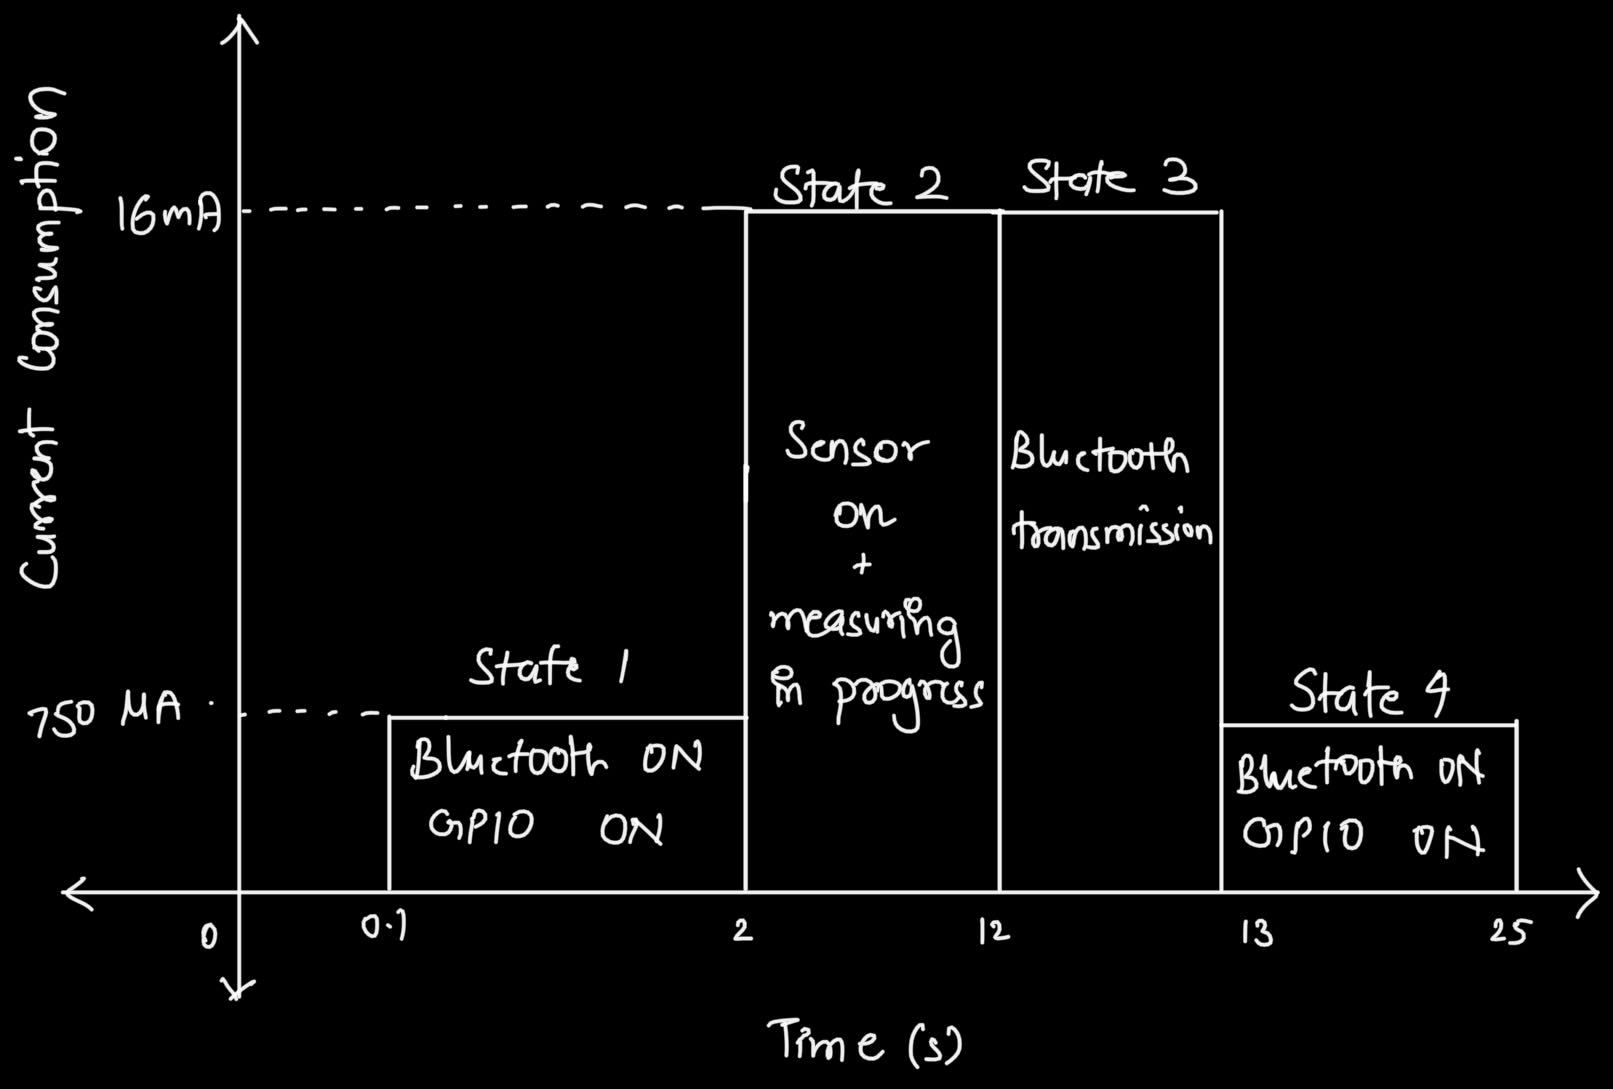 Current Consumption
16mA
750 MA
State 1
Bluetooth ON
GPIO ON
State 2
Sensor
on
+
measuring
in progress
State 3
Bluetooth
transmission
State 4
Bluetooth ON
GPIO ON
0
0.1
2
12
13
25
Time (s)